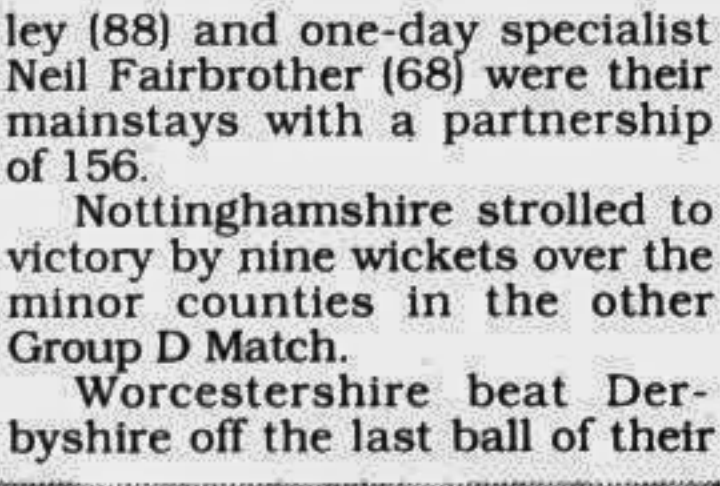 ley (88) and one-day specialist
Neil Fairbrother (68) were their
mainstays with a partnership
of 156.
Nottinghamshire strolled to
victory by nine wickets over the
minor counties in the other
Group D Match.
Worcestershire beat Der-
byshire off the last ball of their